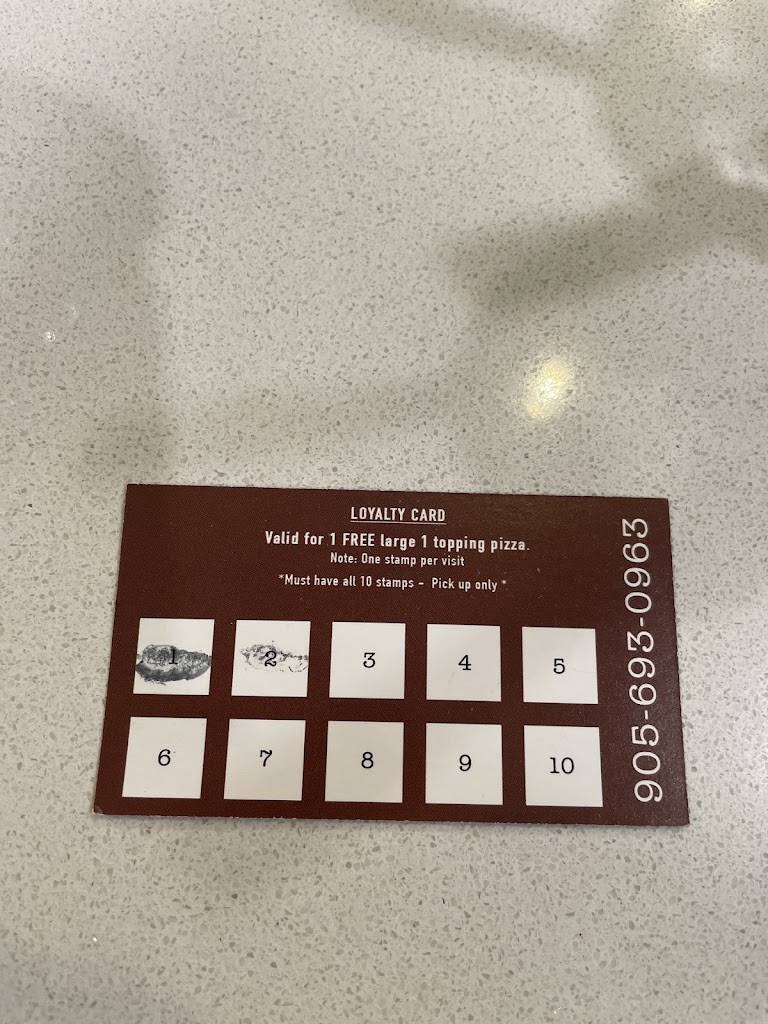 LOYALTY CARD
Valid for 1 FREE large 1 topping pizza.
Note: One stamp per visit
*Must have all 10 stamps - Pick up only *
1 2 3 4 5
6 7 8 9 10
905-693-0963